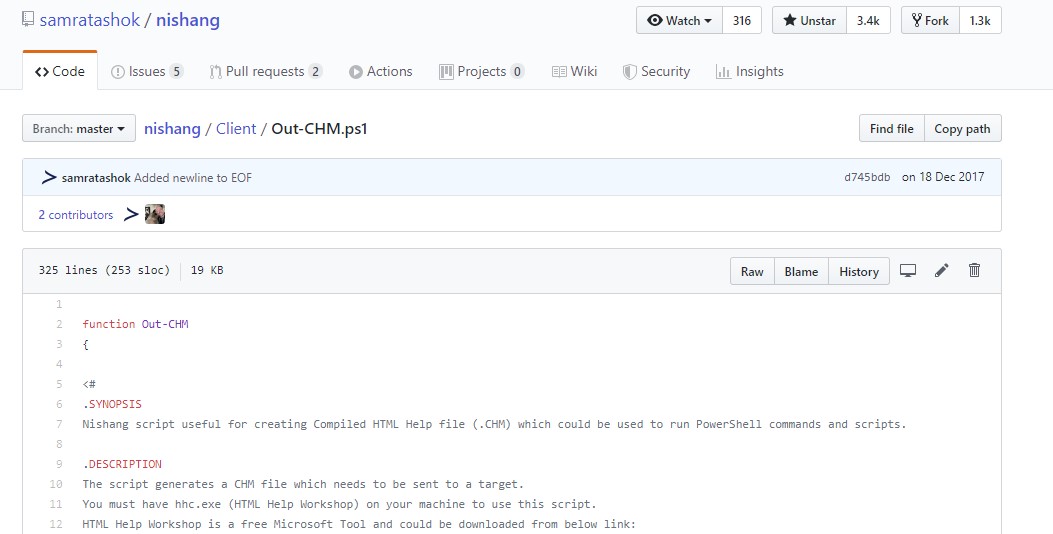 samratashok / nishang
Watch 316 Unstar 3.4k Fork 1.3k
Code Issues 5 Pull requests 2 Actions Projects 0 Wiki Security Insights
Branch: master nishang / Client / Out-CHM.ps1 Find file Copy path
samratashok Added newline to EOF d745bdb on 18 Dec 2017
2 contributors
325 lines (253 sloc) 19 KB Raw Blame History
1
2 function Out-CHM
3 {
4
5 <#
6 .SYNOPSIS
7 Nishang script useful for creating Compiled HTML Help file (.CHM) which could be used to run PowerShell commands and scripts.
8
9 .DESCRIPTION
10 The script generates a CHM file which needs to be sent to a target.
11 You must have hhc.exe (HTML Help Workshop) on your machine to use this script.
12 HTML Help Workshop is a free Microsoft Tool and could be downloaded from below link: